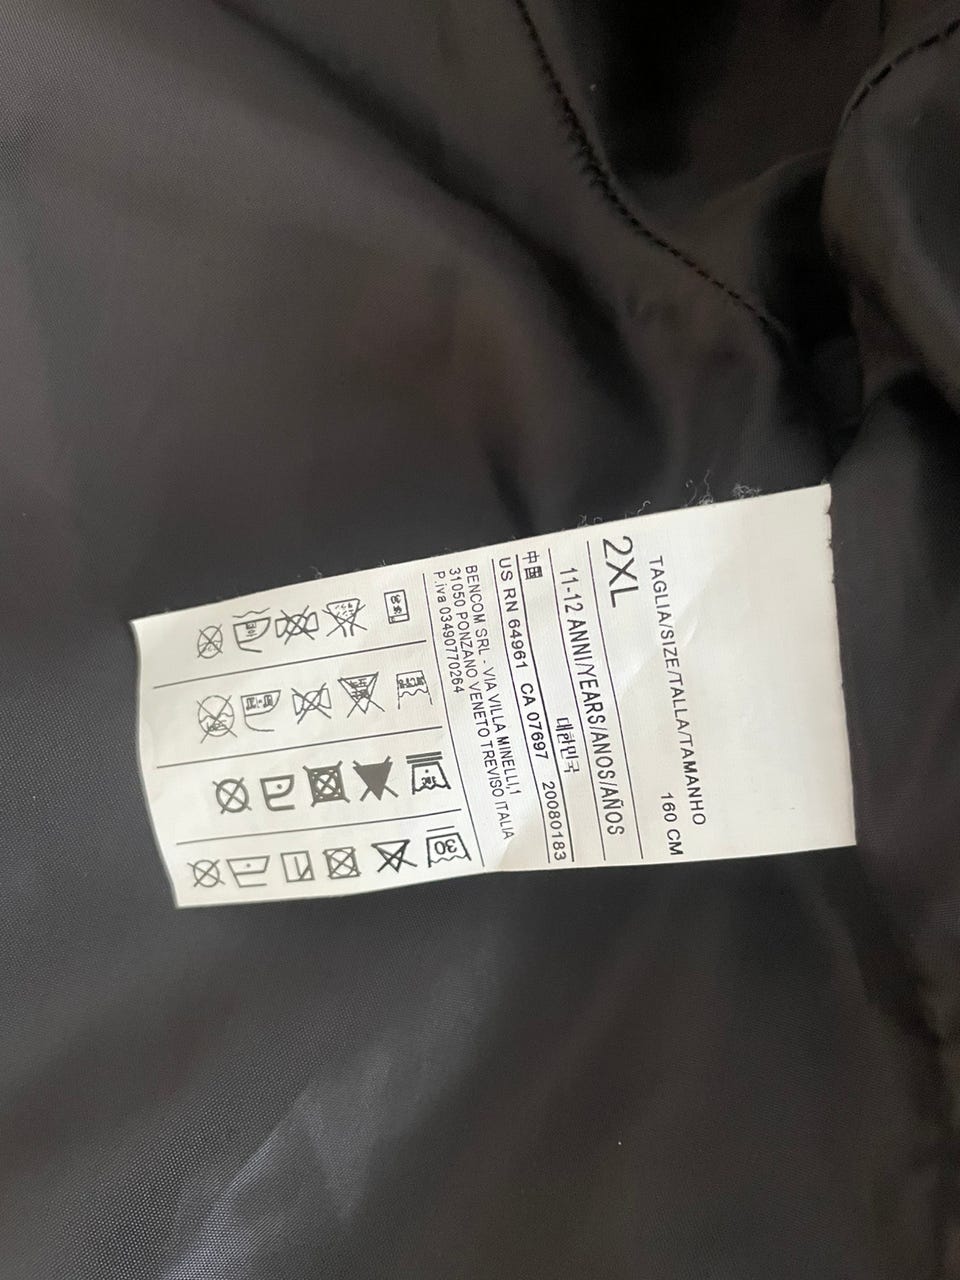 TAGLIA/SIZE/TALLA/TAMANHO
160 CM
2XL
11-12 ANNI/YEARS/ANOS/AÑOS
中国 대한민국
US RN 64961 CA 07697 20080183
BENCOM SRL - VIA VILLA MINELLI,1
31050 PONZANO VENETO TREVISO ITALIA
P.iva 03490770264
30